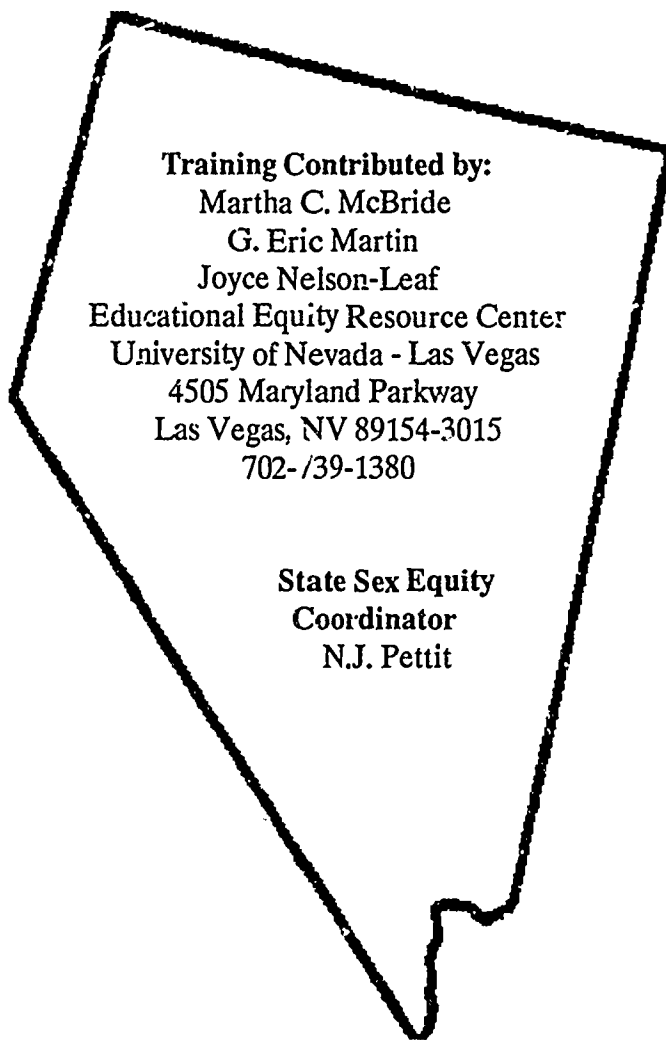 Training Contributed by:
Martha C. McBride
G. Eric Martin
Joyce Nelson-Leaf
Educational Equity Resource Center
University of Nevada - Las Vegas
4505 Maryland Parkway
Las Vegas, NV 89154-3015
702-/39-1380
State Sex Equity
Coordinator
N.J. Pettit